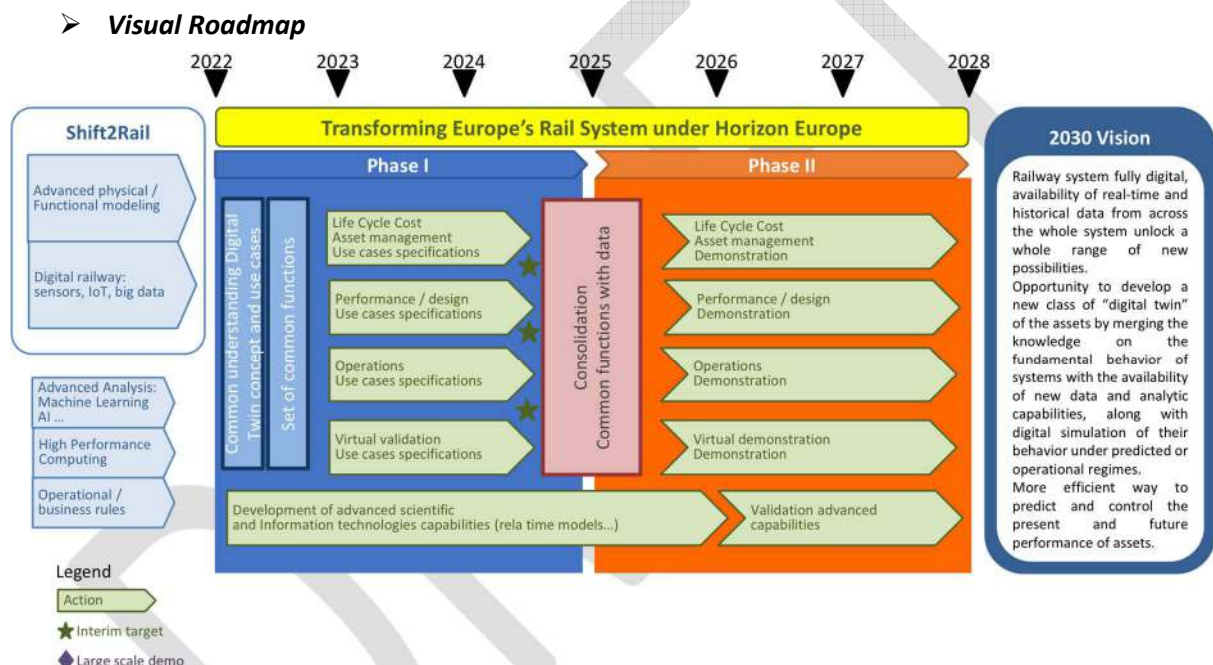 ➢ Visual Roadmap
2022 2023 2024 2025 2026 2027 2028
Shift2Rail
Advanced physical /
Functional modeling
Digital railway:
sensors, IoT, big data
Advanced Analysis:
Machine Learning
AI ...
High Performance
Computing
Operational /
business rules
Transforming Europe's Rail System under Horizon Europe
Phase I
Phase II
Common understanding Digital
Twin concept and use cases
Set of common functions
Life Cycle Cost
Asset management
Use cases specifications
Performance / design
Use cases specifications
Operations
Use cases specifications
Virtual validation
Use cases specifications
Consolidation
Common functions with data
Life Cycle Cost
Asset management
Demonstration
Performance / design
Demonstration
Operations
Demonstration
Virtual demonstration
Demonstration
Development of advanced scientific
and Information technologies capabilities (rela time models...)
Validation advanced
capabilities
2030 Vision
Railway system fully digital,
availability of real-time and
historical data from across
the whole system unlock a
whole range of new
possibilities.
Opportunity to develop a
new class of "digital twin"
of the assets by merging the
knowledge on the
fundamental behavior of
systems with the availability
of new data and analytic
capabilities, along with
digital simulation of their
behavior under predicted or
operational regimes.
More efficient way to
predict and control the
present and future
performance of assets.
Legend
Action
Interim target
Large scale demo